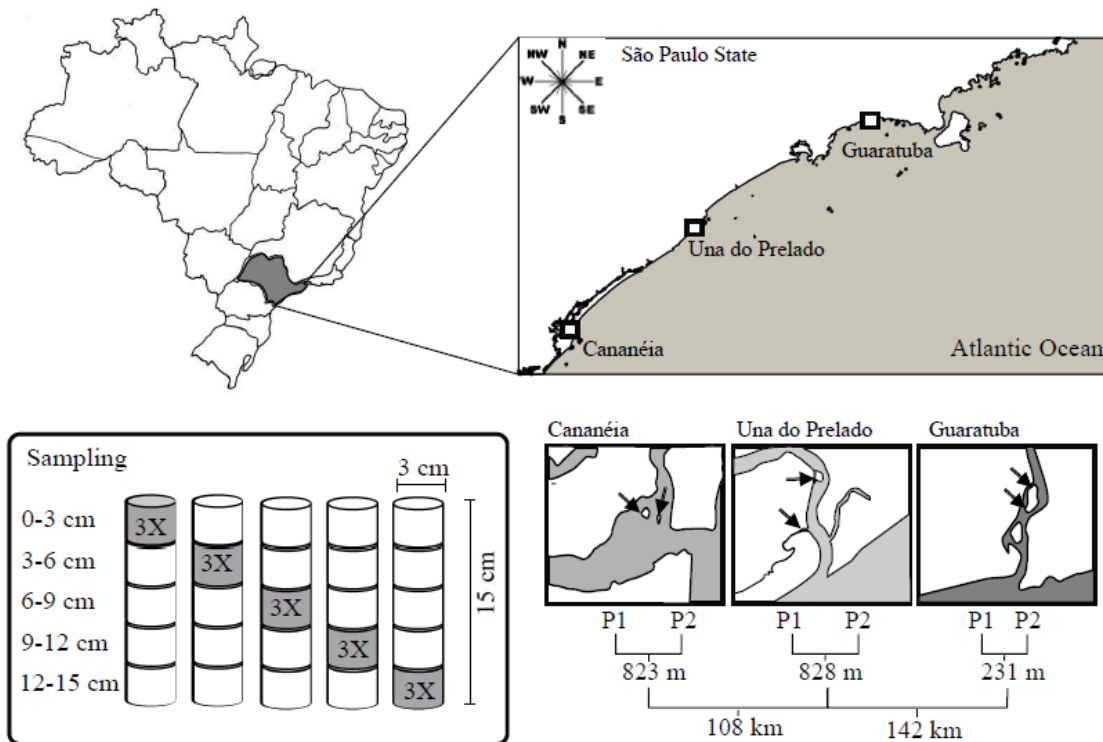 São Paulo State
N
NW NE
W E
SW SE
S
Guaratuba
Una do Prelado
Cananéia
Atlantic Ocean
Sampling
3 cm
0-3 cm
3-6 cm
6-9 cm
9-12 cm
12-15 cm
3X
3X
3X
3X
3X
15 cm
Cananéia Una do Prelado Guaratuba
P1 P2 P1 P2 P1 P2
823 m 828 m 231 m
108 km 142 km